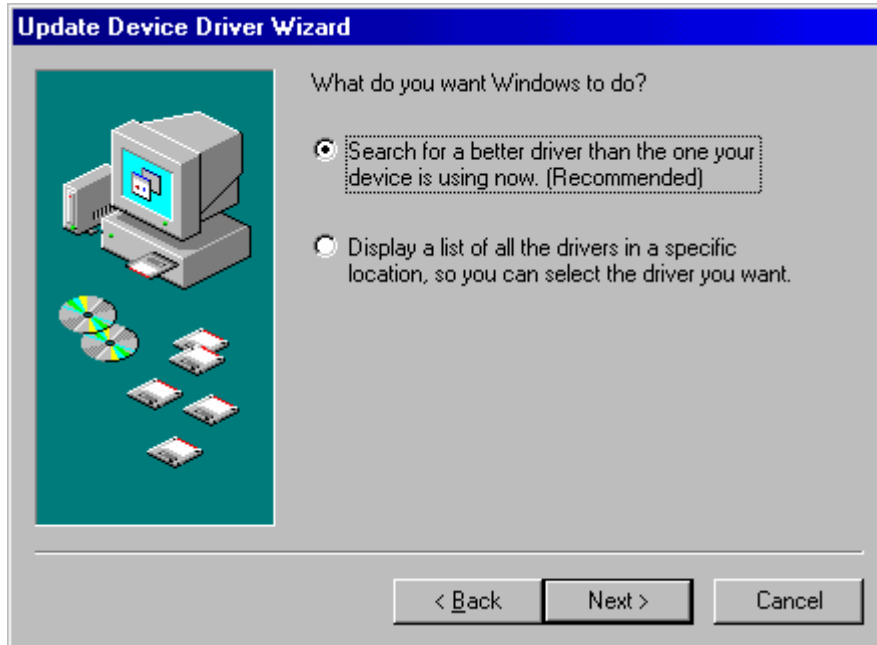 Update Device Driver Wizard
What do you want Windows to do?
Search for a better driver than the one your
device is using now. (Recommended)
Display a list of all the drivers in a specific
location, so you can select the driver you want.
< Back
Next >
Cancel